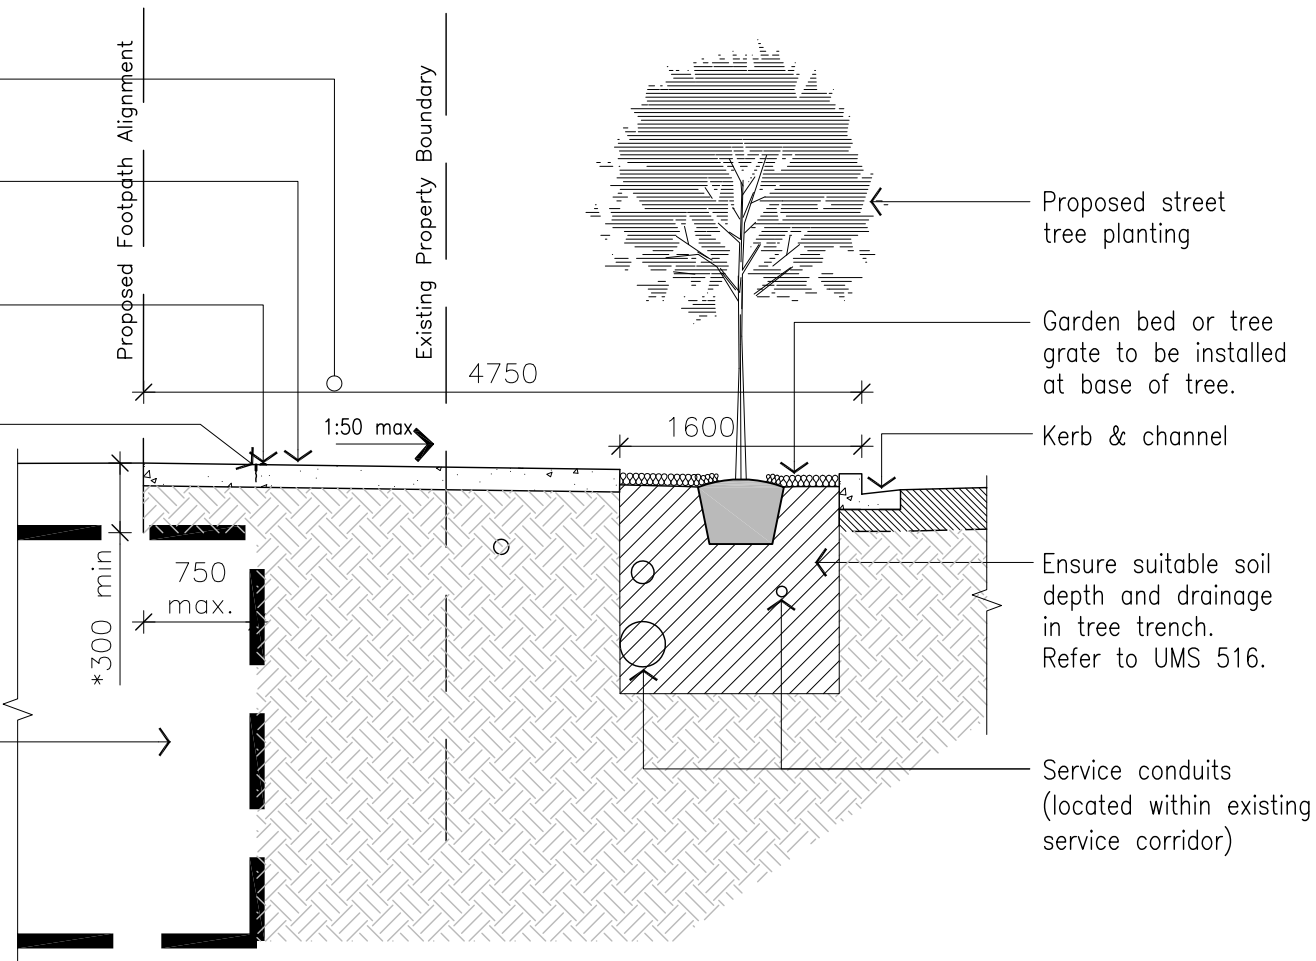 Proposed Footpath Alignment
Existing Property Boundary
4750
1:50 max
1600
750
max.
*300 min
Proposed street
tree planting
Garden bed or tree
grate to be installed
at base of tree.
Kerb & channel
Ensure suitable soil
depth and drainage
in tree trench.
Refer to UMS 516.
Service conduits
(located within existing
service corridor)